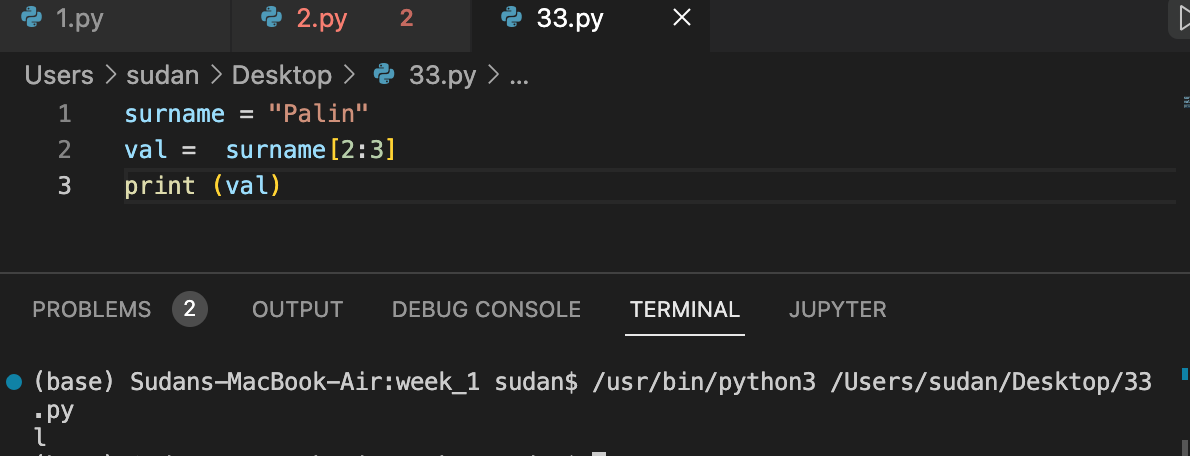 1.py 2.py 2 33.py
Users > sudan > Desktop > 33.py > ...
1 surname = "Palin"
2 val =  surname[2:3]
3 print (val)
PROBLEMS 2 OUTPUT DEBUG CONSOLE TERMINAL JUPYTER
(base) Sudans-MacBook-Air:week_1 sudan$ /usr/bin/python3 /Users/sudan/Desktop/33
.py
l